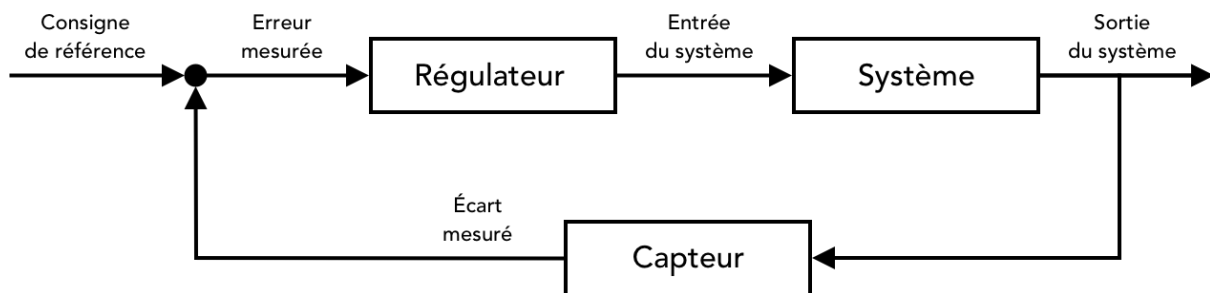 Consigne
de référence
Erreur
mesurée
Régulateur
Entrée
du système
Système
Sortie
du système
Écart
mesuré
Capteur